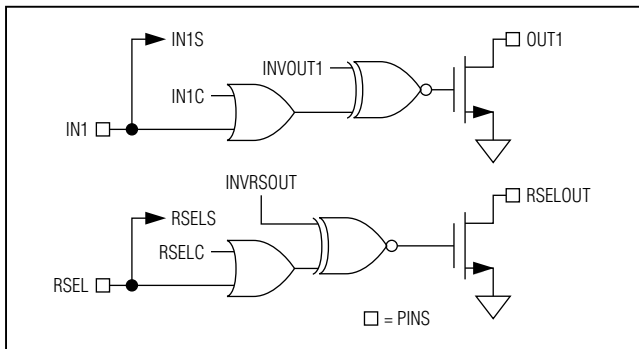 IN1S
OUT1
INVOUT1
IN1C
IN1
INVRSOUT
RSELOUT
RSELS
RSELC
RSEL
= PINS